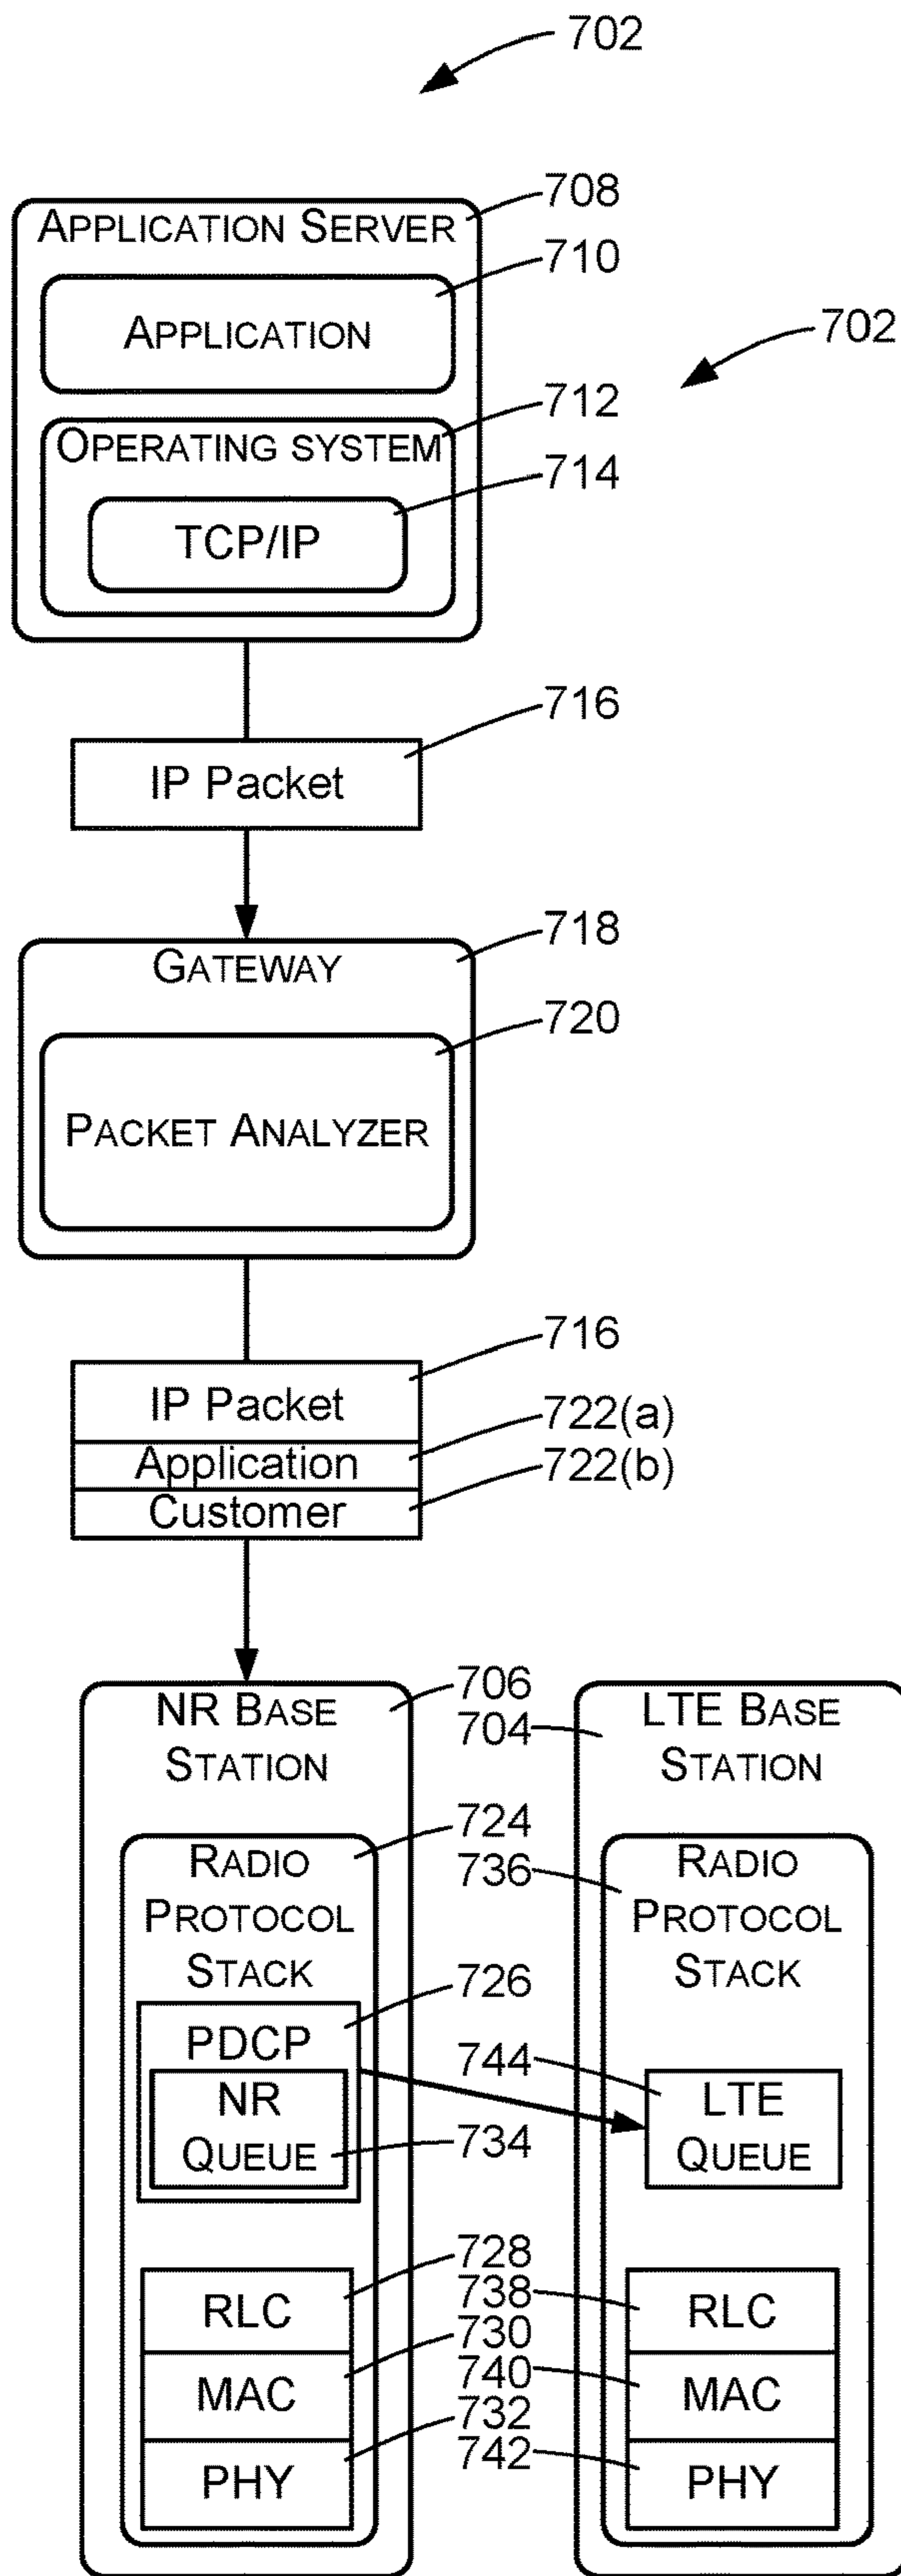 702
708
APPLICATION SERVER
710
APPLICATION
702
712
OPERATING SYSTEM
714
TCP/IP
716
IP Packet
718
GATEWAY
720
PACKET ANALYZER
716
IP Packet
722(a)
Application
722(b)
Customer
706
NR BASE
STATION
704
LTE BASE
STATION
724
RADIO
PROTOCOL
STACK
736
RADIO
PROTOCOL
STACK
726
PDCP
744
NR
QUEUE
734
LTE
QUEUE
728
RLC
738
RLC
730
MAC
740
MAC
732
PHY
742
PHY